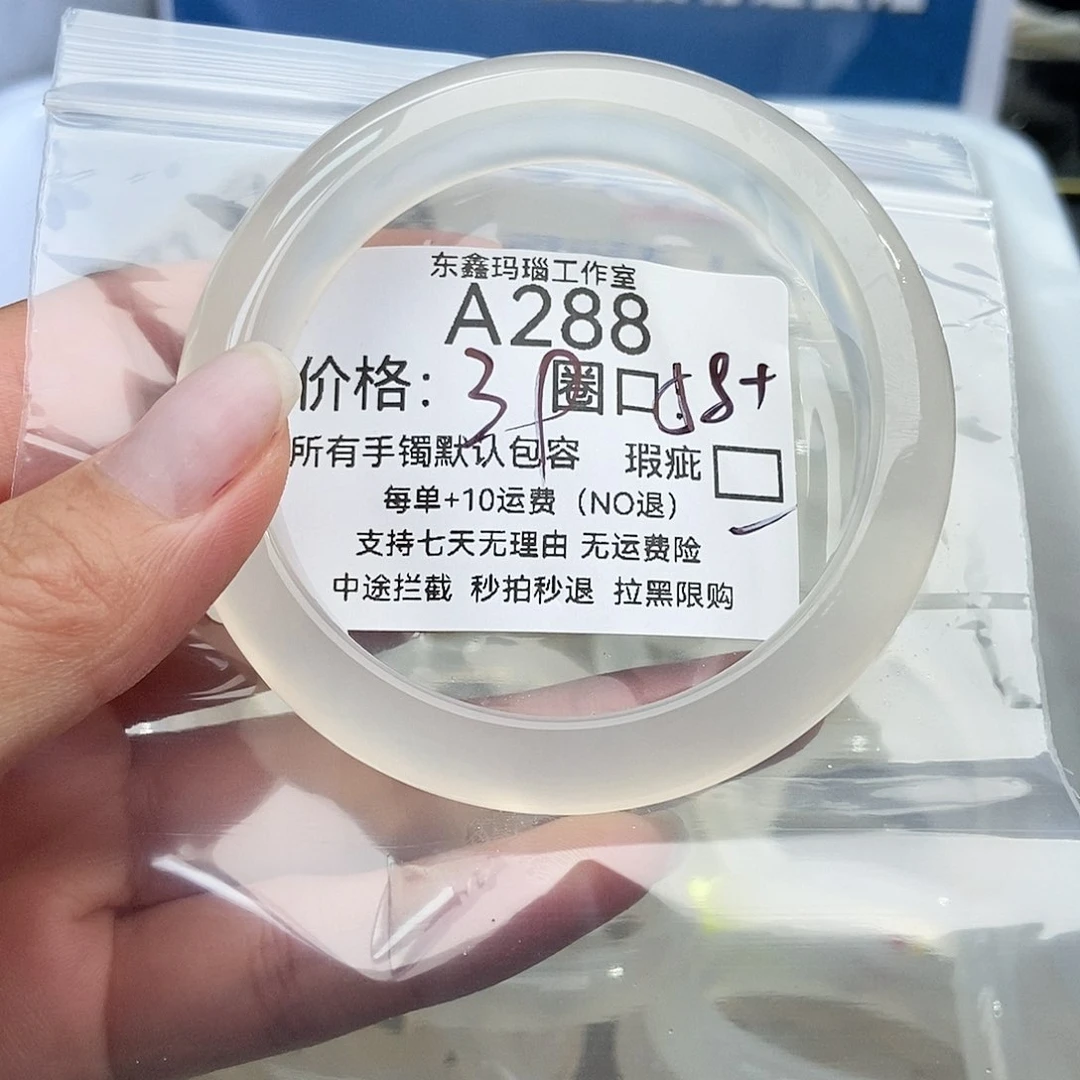 东鑫玛瑙工作室
A288
价格：3P 圈口：58+
所有手镯默认包容 瑕疵
每单+10运费（NO退）
支持七天无理由 无运费险
中途拦截 秒拍秒退 拉黑限购